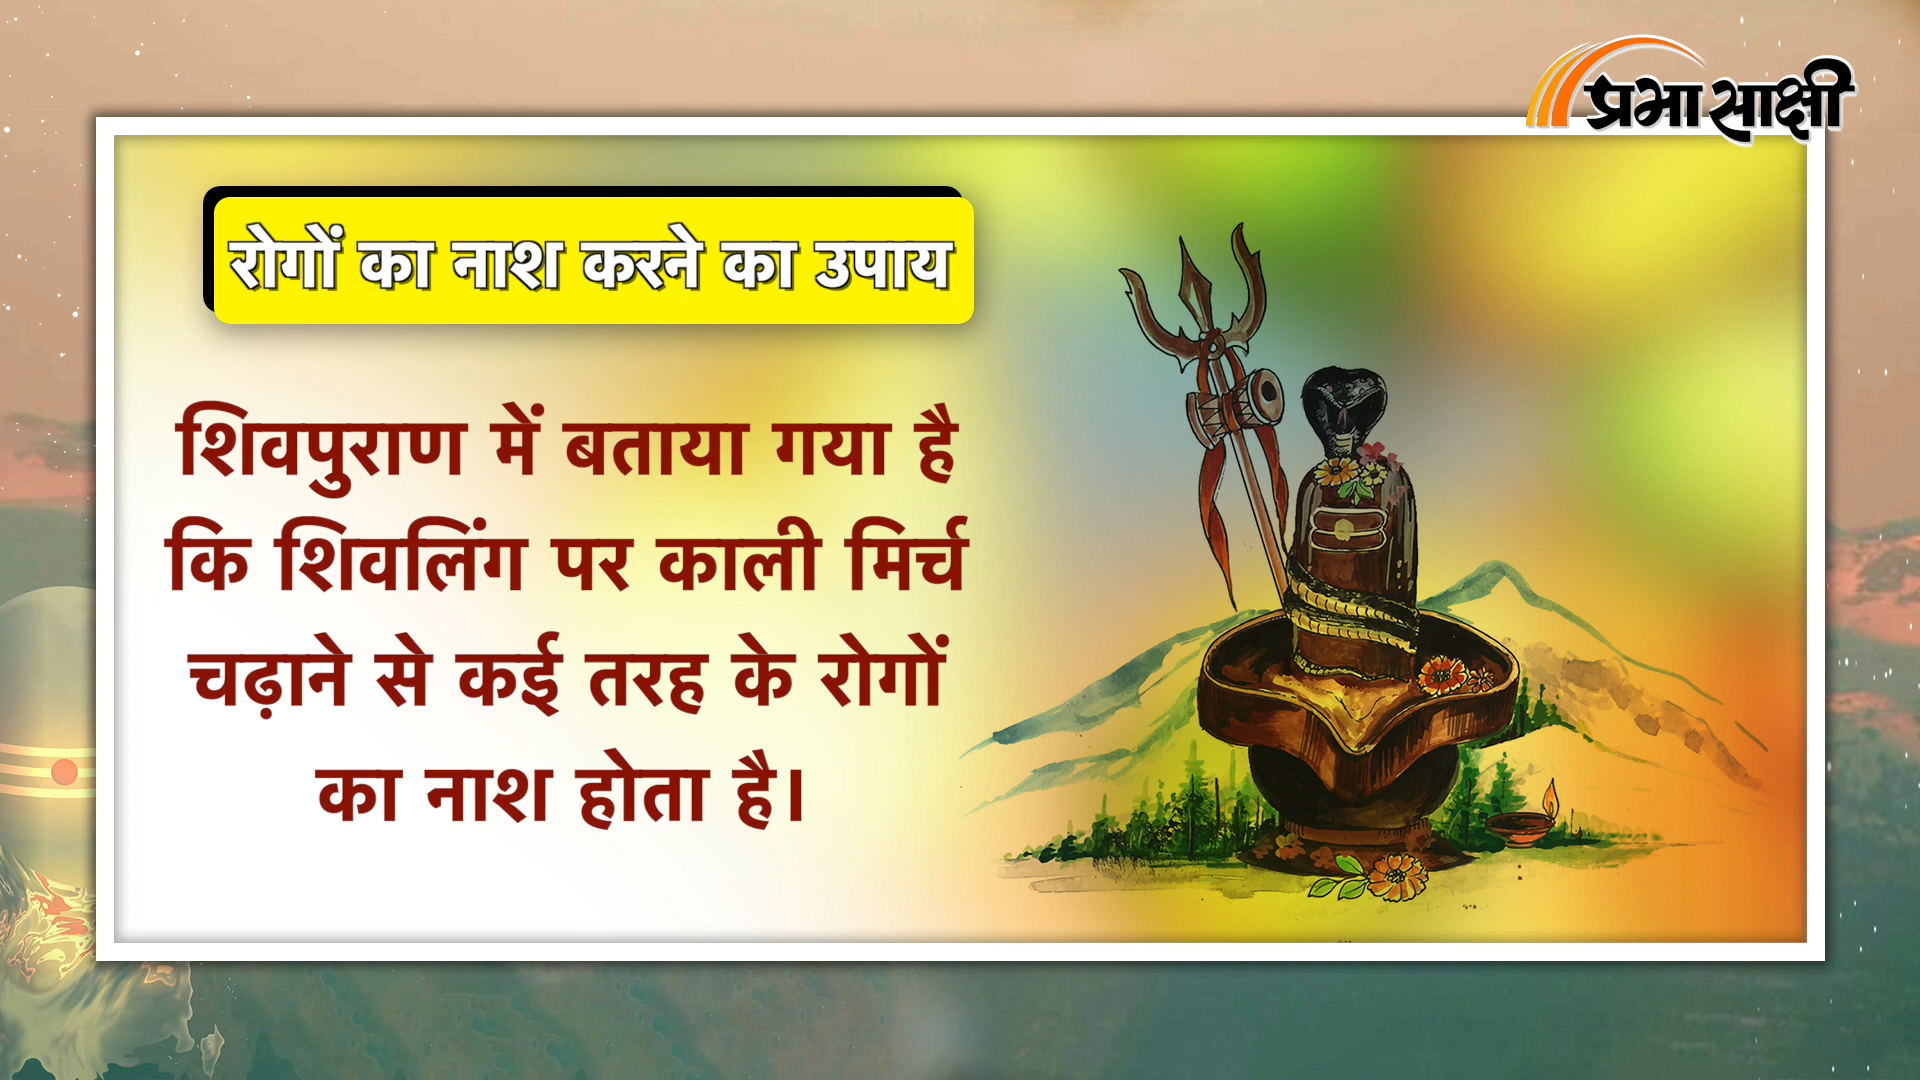 प्रभा साक्षी
रोगों का नाश करने का उपाय
शिवपुराण में बताया गया है
कि शिवलिंग पर काली मिर्च
चढ़ाने से कई तरह के रोगों
का नाश होता है।